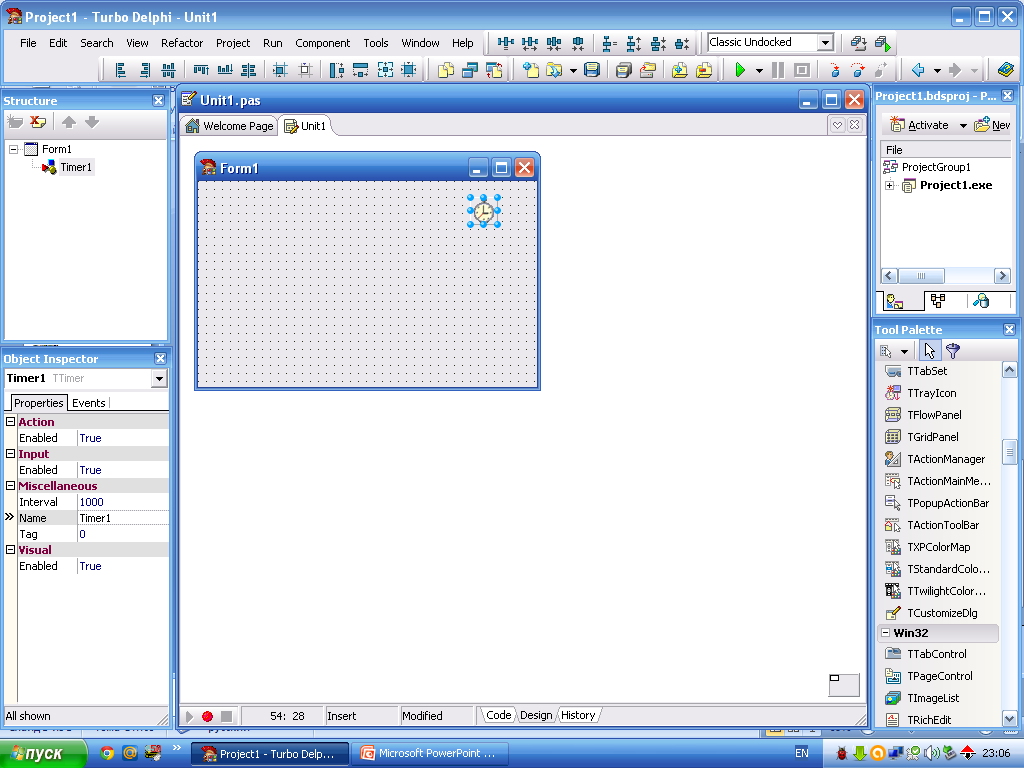 Project1 - Turbo Delphi - Unit1
File Edit Search View Refactor Project Run Component Tools Window Help
Classic Undocked
Structure
Form1
Timer1
Object Inspector
Timer1 TTimer
Properties Events
Action
Enabled True
Input
Enabled True
Miscellaneous
Interval 1000
Name Timer1
Tag 0
Visual
Enabled True
All shown
Unit1.pas
Welcome Page Unit1
Form1
54: 28 Insert Modified Code Design History
Project1.bdsproj - P...
Activate New
File
ProjectGroup1
Project1.exe
Tool Palette
TTabSet
TTrayIcon
TFlowPanel
TGridPanel
TActionManager
TActionMainMe...
TPopupActionBar
TActionToolBar
TXPColorMap
TStandardColo...
TTwilightColor...
TCustomizeDlg
Win32
TTabControl
TPageControl
TImageList
TRichEdit
пуск
Project1 - Turbo Delp...
Microsoft PowerPoint ...
EN
23:06